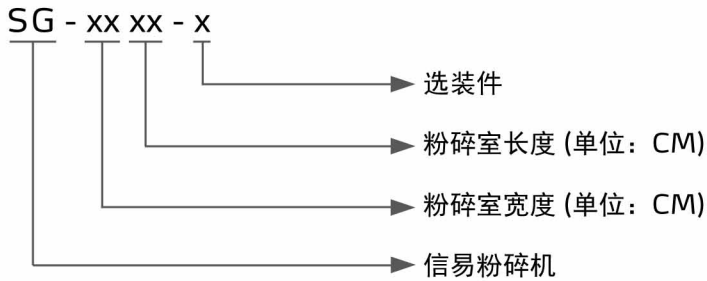 SG - xx xx - x
选装件
粉碎室长度 (单位：CM)
粉碎室宽度 (单位：CM)
信易粉碎机